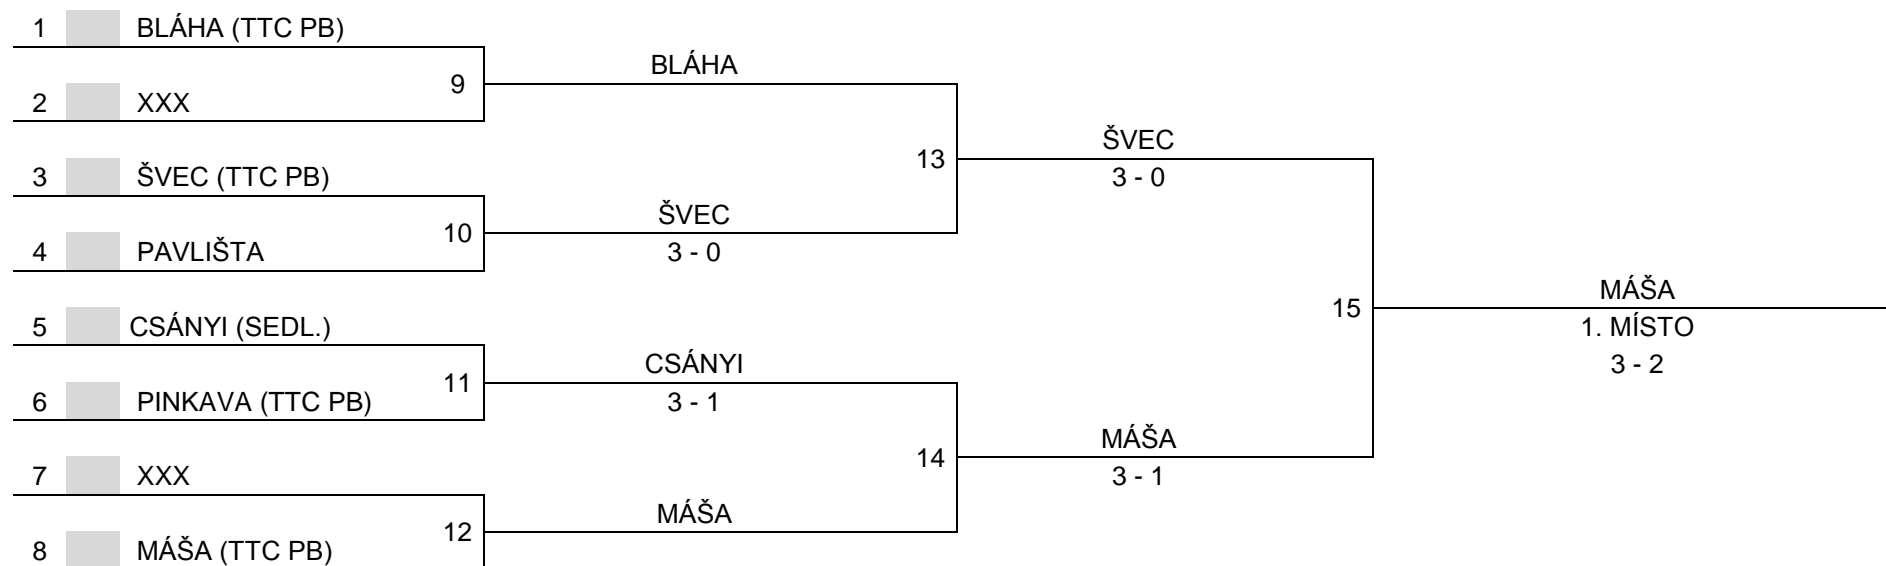 1 BLÁHA (TTC PB)
BLÁHA
9
2 XXX
ŠVEC
13
3 ŠVEC (TTC PB)
3 - 0
ŠVEC
10
4 PAVLIŠTA
3 - 0
MÁŠA
15
5 CSÁNYI (SEDL.)
1. MÍSTO
CSÁNYI
3 - 2
11
6 PINKAVA (TTC PB)
3 - 1
MÁŠA
14
7 XXX
3 - 1
MÁŠA
12
8 MÁŠA (TTC PB)